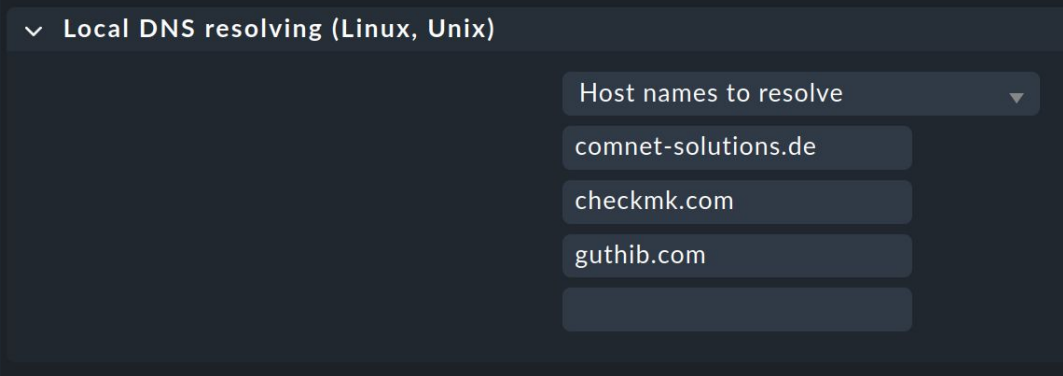 Local DNS resolving (Linux, Unix)
Host names to resolve
comnet-solutions.de
checkmk.com
guthib.com